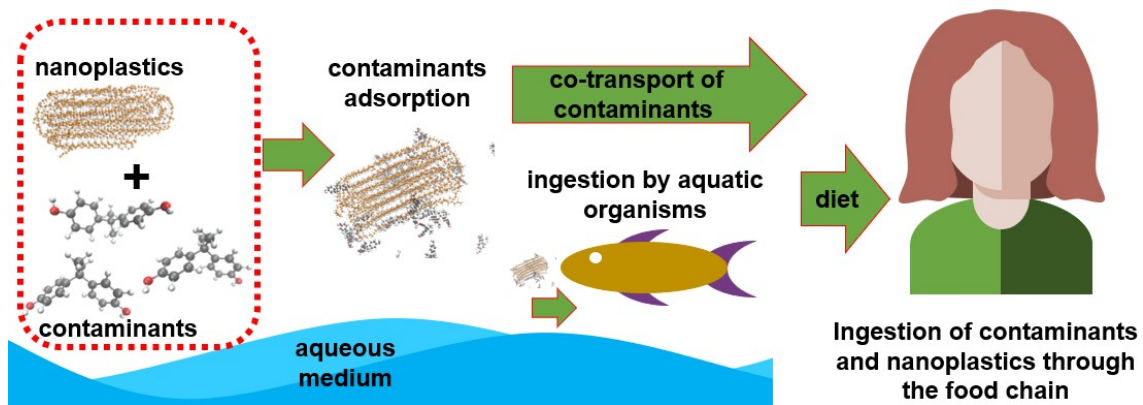 nanoplastics
+
contaminants
contaminants
adsorption
co-transport of
contaminants
ingestion by aquatic
organisms
diet
aqueous
medium
Ingestion of contaminants
and nanoplastics through
the food chain